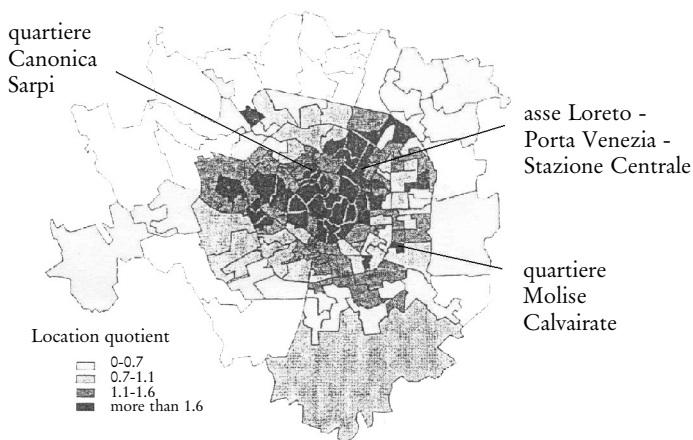 quartiere
Canonica
Sarpi
asse Loreto -
Porta Venezia -
Stazione Centrale
quartiere
Molise
Calvairate
Location quotient
0-0.7
0.7-1.1
1.1-1.6
more than 1.6